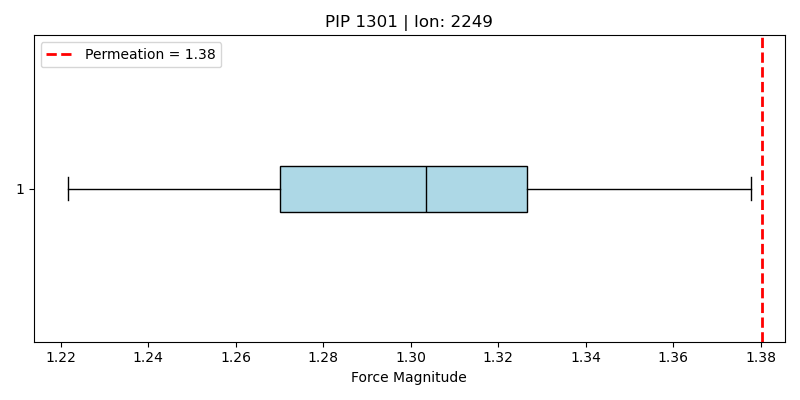 PIP 1301 | lon: 2249
Permeation = 1.38
1
1.22 1.24 1.26 1.28 1.30 1.32 1.34 1.36 1.38
Force Magnitude